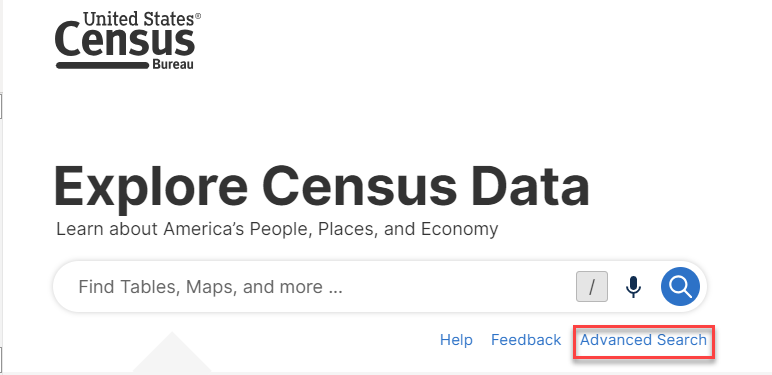 United States®
Census
Bureau
Explore Census Data
Learn about America’s People, Places, and Economy
Find Tables, Maps, and more ... /
Help Feedback Advanced Search